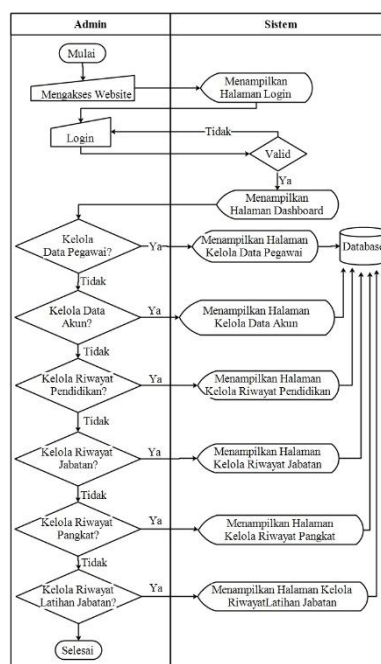 Admin
Sistem
Mulai
Mengakses Website
Menampilkan
Halaman Login
Login
Tidak
Valid
Ya
Menampilkan
Halaman Dashboard
Kelola
Data Pegawai?
Ya
Menampilkan Halaman
Kelola Data Pegawai
Database
Tidak
Kelola Data
Akun?
Ya
Menampilkan Halaman
Kelola Data Akun
Tidak
Kelola Riwayat
Pendidikan?
Ya
Menampilkan Halaman
Kelola Riwayat Pendidikan
Tidak
Kelola Riwayat
Jabatan?
Ya
Menampilkan Halaman
Kelola Riwayat Jabatan
Tidak
Kelola Riwayat
Pangkat?
Ya
Menampilkan Halaman
Kelola Riwayat Pangkat
Tidak
Kelola Riwayat
Latihan Jabatan?
Ya
Menampilkan Halaman Kelola
RiwayatLatihan Jabatan
Selesai